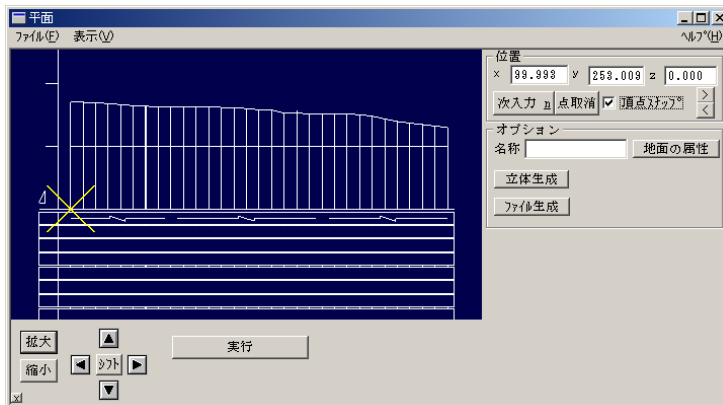 平面
ファイル(F) 表示(V) ヘルプ(H)
位置
x 99.993 y 253.009 z 0.000
次入力 n 点取消 頂点ステップ > <
オプション
名称 地面の属性
立体生成
ファイル生成
拡大
シフト
縮小
実行
xl